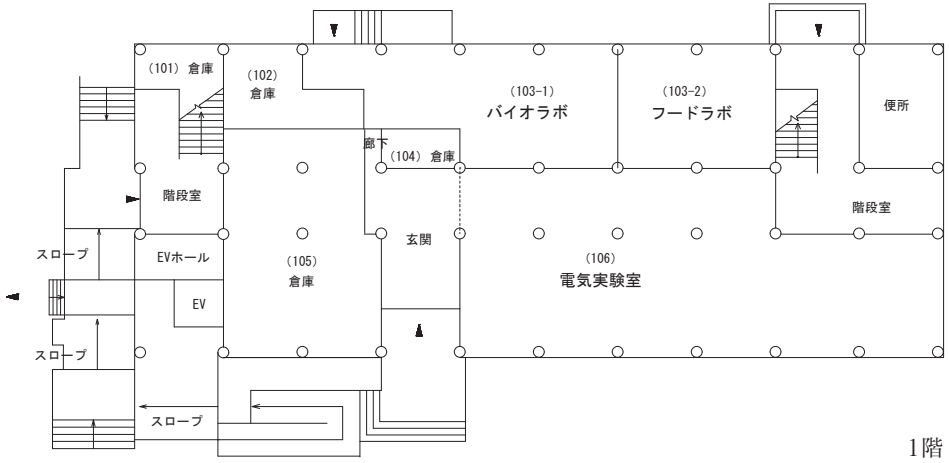 (101) 倉庫
(102)
倉庫
(103-1)
バイオラボ
(103-2)
フードラボ
便所
廊下
(104) 倉庫
階段室
階段室
玄関
スロープ
EVホール
(105)
倉庫
(106)
電気実験室
EV
スロープ
スロープ
1階